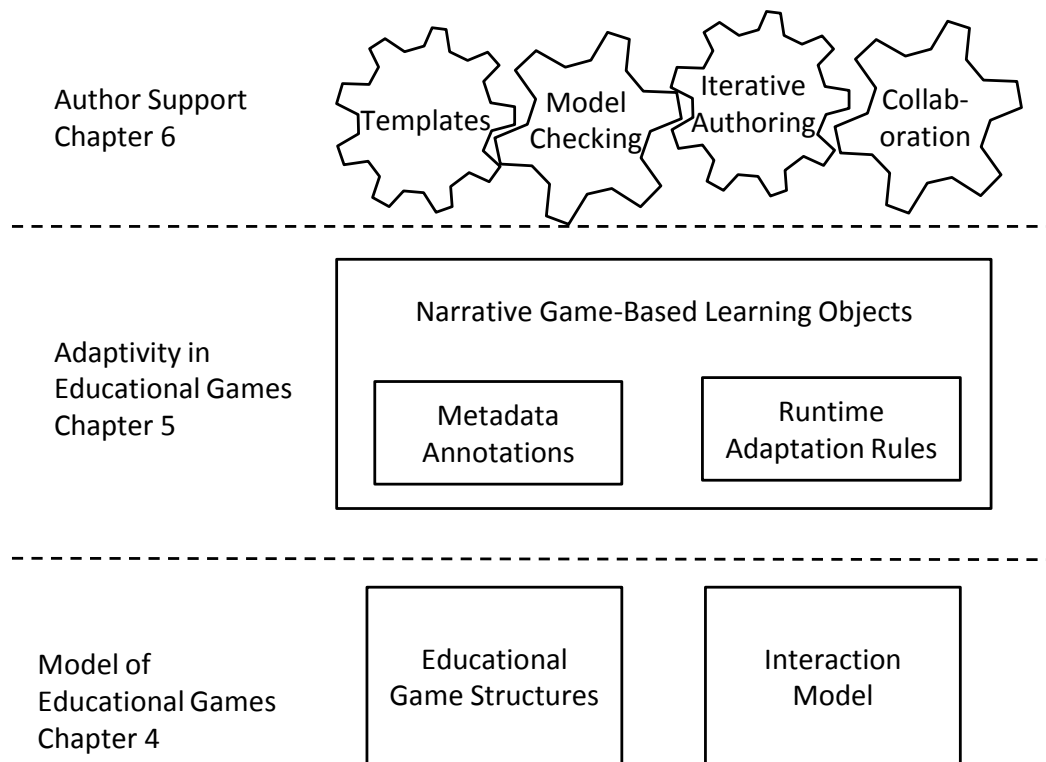 Author Support
Chapter 6
Templates
Model
Checking
Iterative
Authoring
Collab-
oration
Adaptivity in
Educational Games
Chapter 5
Narrative Game-Based Learning Objects
Metadata
Annotations
Runtime
Adaptation Rules
Model of
Educational Games
Chapter 4
Educational
Game Structures
Interaction
Model